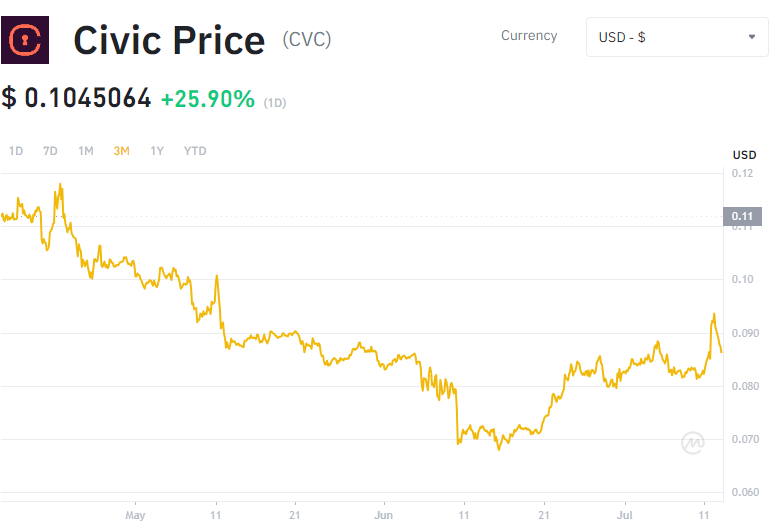 Civic Price (CVC)
Currency
USD - $
$ 0.1045064 +25.90% (1D)
1D 7D 1M 3M 1Y YTD
USD
0.12
0.11
0.11
0.10
0.090
0.080
0.070
0.060
May 11 21 Jun 11 21 Jul 11